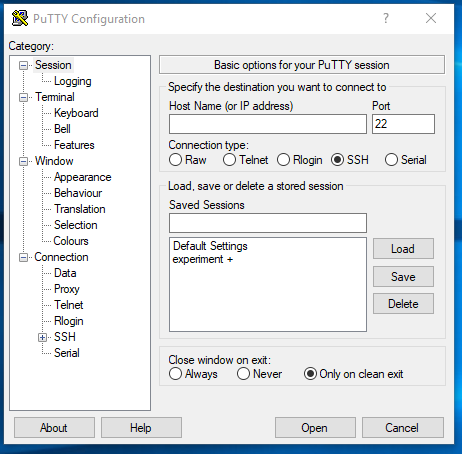 PuTTY Configuration
Category:
Session
Logging
Terminal
Keyboard
Bell
Features
Window
Appearance
Behaviour
Translation
Selection
Colours
Connection
Data
Proxy
Telnet
Rlogin
SSH
Serial
Basic options for your PuTTY session
Specify the destination you want to connect to
Host Name (or IP address) Port
22
Connection type:
Raw Telnet Rlogin SSH Serial
Load, save or delete a stored session
Saved Sessions
Default Settings
experiment +
Load
Save
Delete
Close window on exit:
Always Never Only on clean exit
About Help Open Cancel